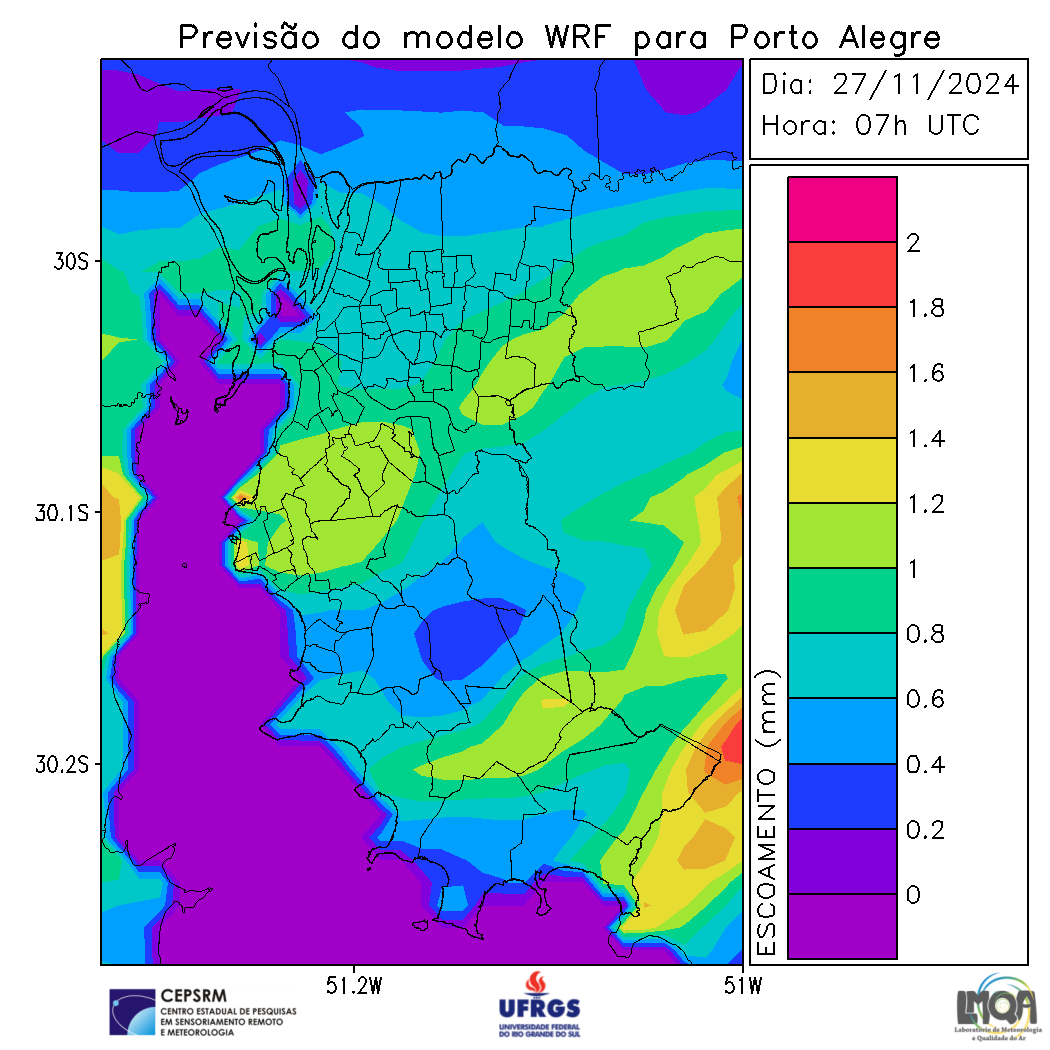 Previsão do modelo WRF para Porto Alegre
Dia: 27/11/2024
Hora: 07h UTC
30S
30.1S
30.2S
51.2W
51W
ESCOAMENTO (mm)
2
1.8
1.6
1.4
1.2
1
0.8
0.6
0.4
0.2
0
CEPSRM
CENTRO ESTADUAL DE PESQUISAS
EM SENSORIAMENTO REMOTO
E METEOROLOGIA
UFRGS
UNIVERSIDADE FEDERAL
DO RIO GRANDE DO SUL
LMQA
Laboratório de Meteorologia
e Qualidade do Ar